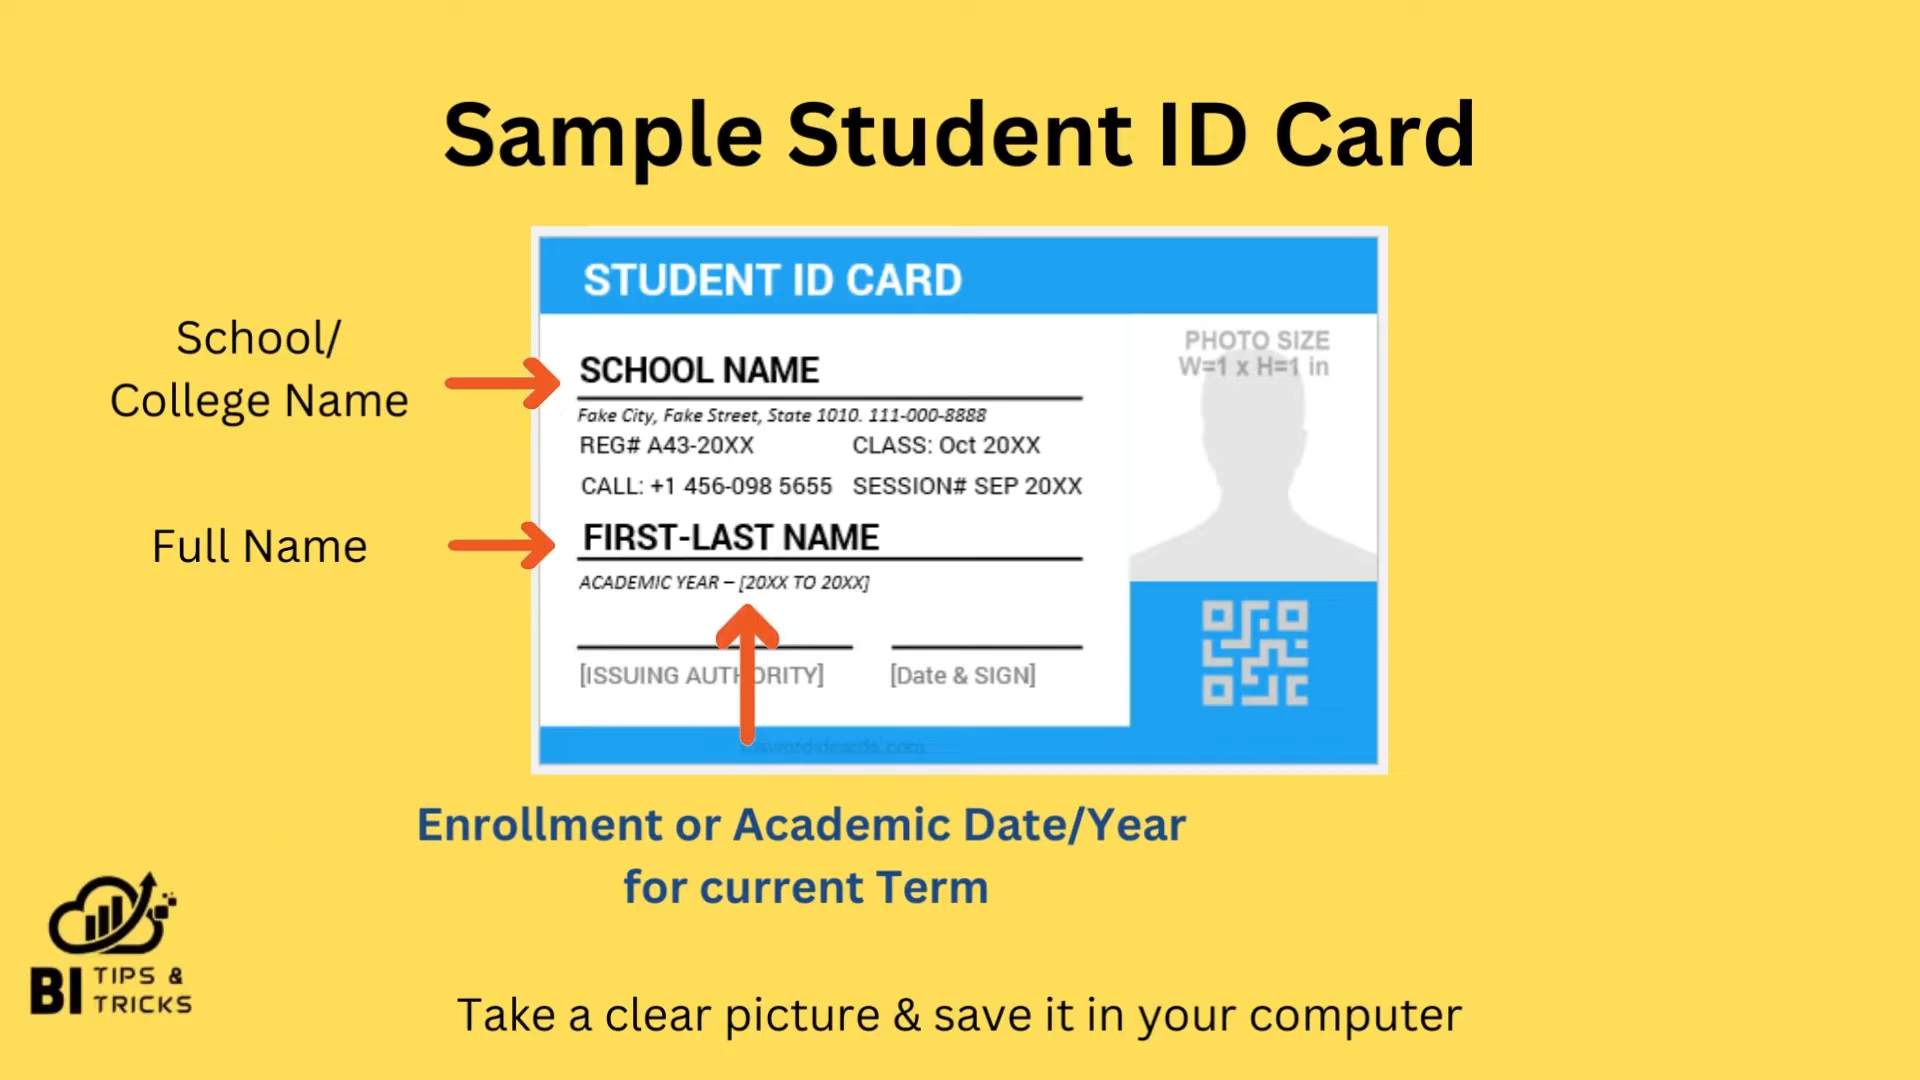 Sample Student ID Card
STUDENT ID CARD
School/
College Name
SCHOOL NAME
Fake City, Fake Street, State 1010. 111-000-8888
REG# A43-20XX CLASS: Oct 20XX
CALL: +1 456-098 5655 SESSION# SEP 20XX
PHOTO SIZE
W=1 x H=1 in
Full Name
FIRST-LAST NAME
ACADEMIC YEAR – [20XX TO 20XX]
[ISSUING AUTHORITY] [Date & SIGN]
Enrollment or Academic Date/Year
for current Term
BI TIPS &
TRICKS
Take a clear picture & save it in your computer